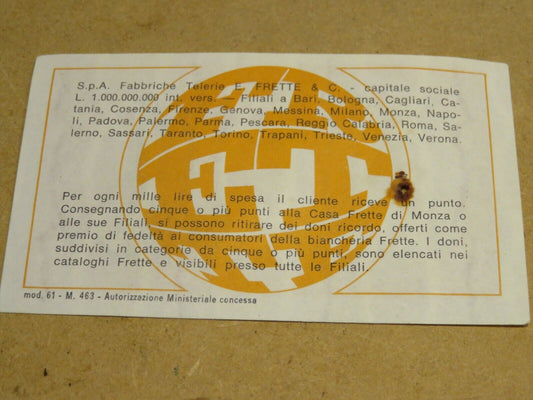 S.p.A. Fabbriche Telerie E. FRETTE & C. - capitale sociale
L. 1.000.000.000 int. vers. — Filiali a Bari, Bologna, Cagliari, Ca-
tania, Cosenza, Firenze, Genova, Messina, Milano, Monza, Napo-
li, Padova, Palermo, Parma, Pescara, Reggio Calabria, Roma, Sa-
lerno, Sassari, Taranto, Torino, Trapani, Trieste, Venezia, Verona.
Per ogni mille lire di spesa il cliente riceve un punto.
Consegnando cinque o più punti alla Casa Frette di Monza o
alle sue Filiali, si possono ritirare dei doni ricordo, offerti come
premio di fedeltà ai consumatori della biancheria Frette. I doni,
suddivisi in categorie da cinque o più punti, sono elencati nei
cataloghi Frette e visibili presso tutte le Filiali.
mod. 61 - M. 463 - Autorizzazione Ministeriale concessa